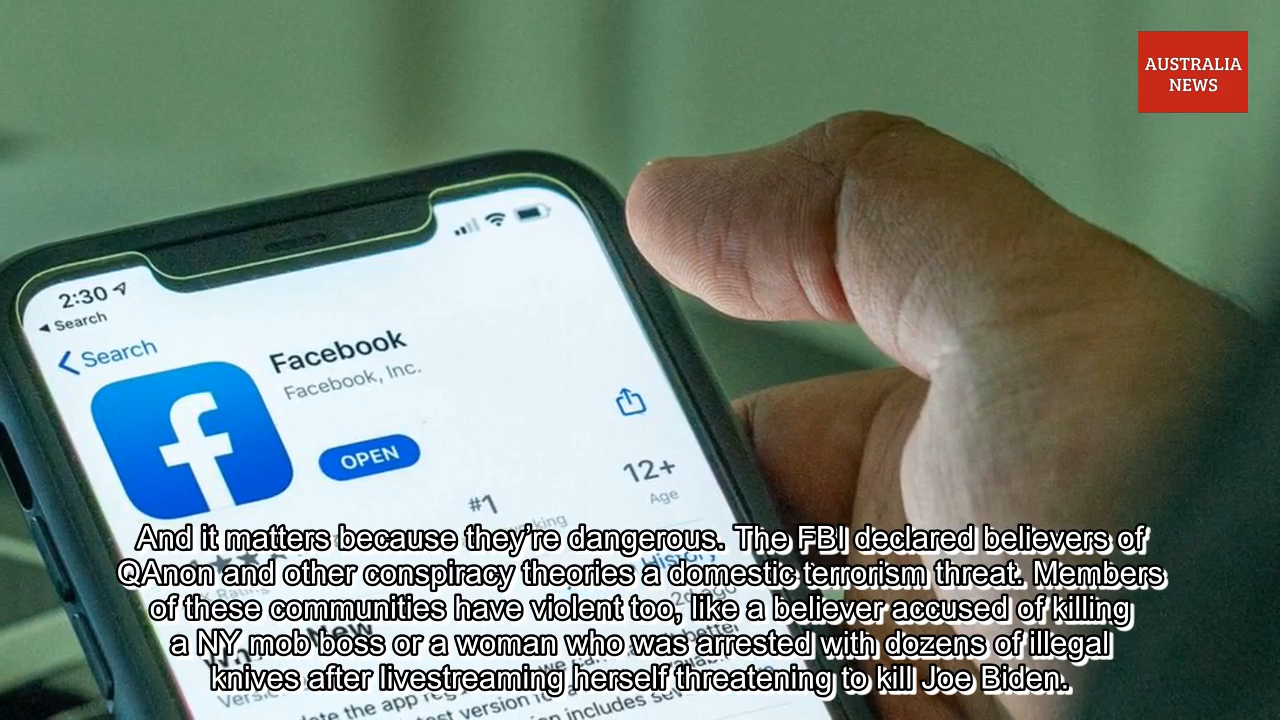 AUSTRALIA
NEWS
2:30
Search
Search
Facebook
Facebook, Inc.
OPEN
#1
12+
Age
And it matters because they're dangerous. The FBI declared believers of
QAnon and other conspiracy theories a domestic terrorism threat. Members
of these communities have violent too, like a believer accused of killing
a NY mob boss or a woman who was arrested with dozens of illegal
knives after livestreaming herself threatening to kill Joe Biden.